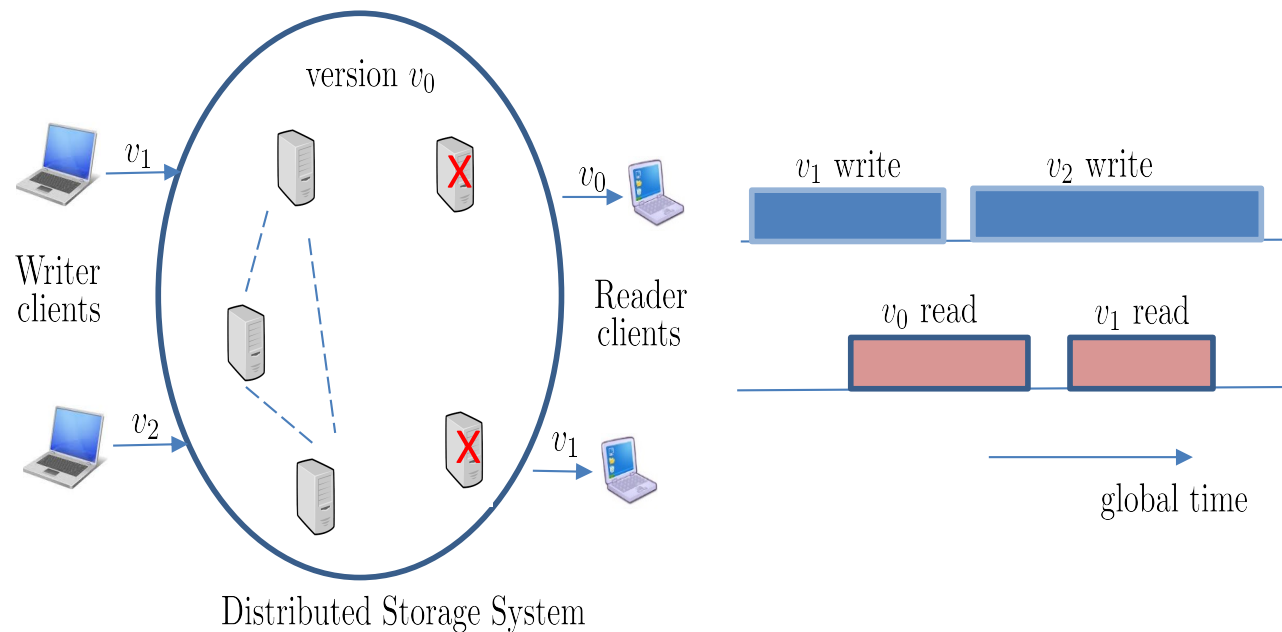 version v₀
v₁
X
v₀
Writer
clients
Reader
clients
v₂
X
v₁
Distributed Storage System
v₁ write
v₂ write
v₀ read
v₁ read
global time